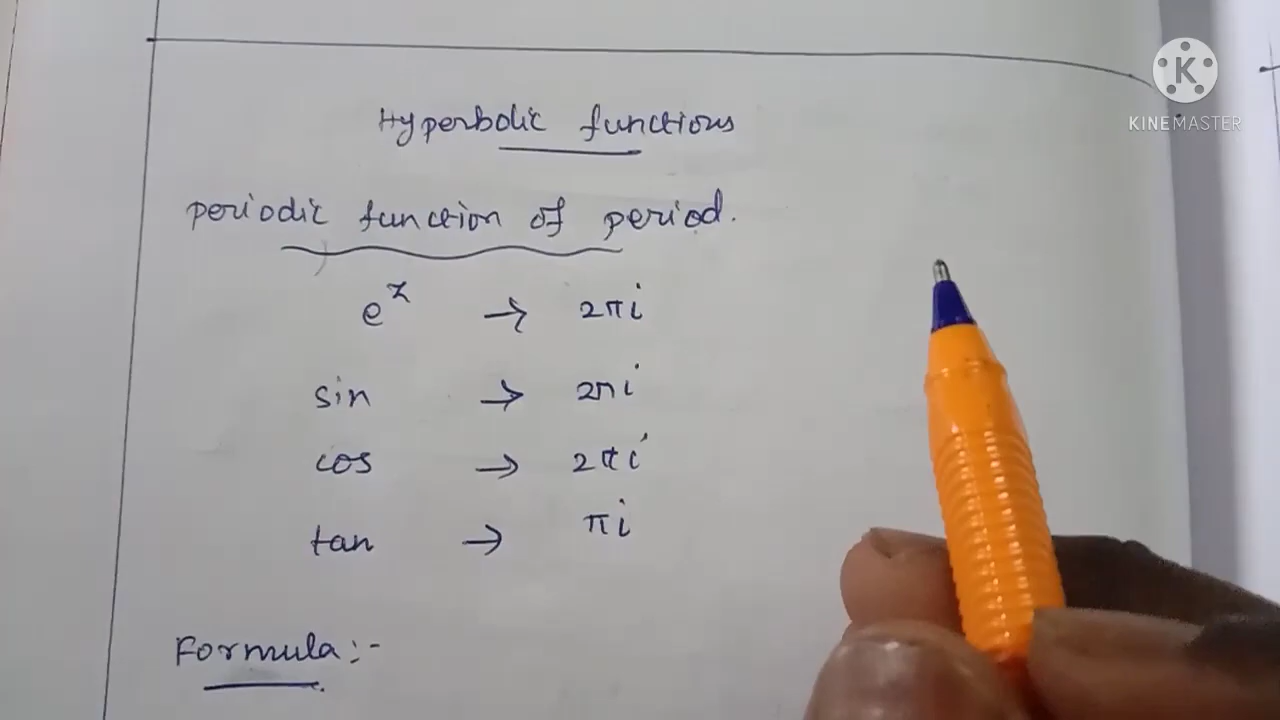 K
KINEMASTER
Hyperbolic functions
periodic function of period.
e^z → 2πi
sin → 2πi
cos → 2πi
tan → πi
Formula:-